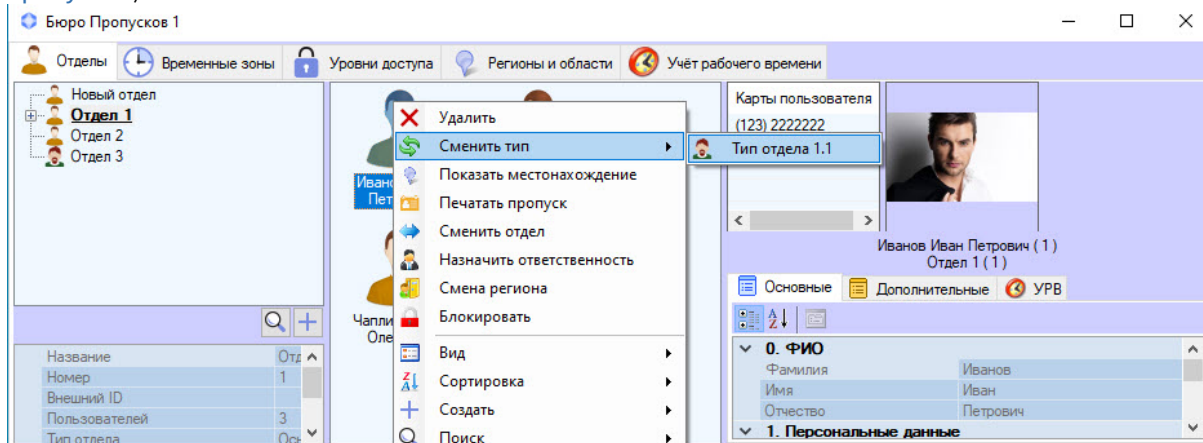 Бюро Пропусков 1
Отделы
Временные зоны
Уровни доступа
Регионы и области
Учёт рабочего времени
Новый отдел
Отдел 1
Отдел 2
Отдел 3
Удалить
Сменить тип
Тип отдела 1.1
Показать местонахождение
Печатать пропуск
Сменить отдел
Назначить ответственность
Смена региона
Блокировать
Вид
Сортировка
Создать
Поиск
Карты пользователя
(123) 2222222
Иванов Иван Петрович ( 1 )
Отдел 1 ( 1 )
Основные
Дополнительные
УРВ
0. ФИО
Фамилия Иванов
Имя Иван
Отчество Петрович
1. Персональные данные
Название
Номер 1
Внешний ID
Пользователей 3
Тип отдела